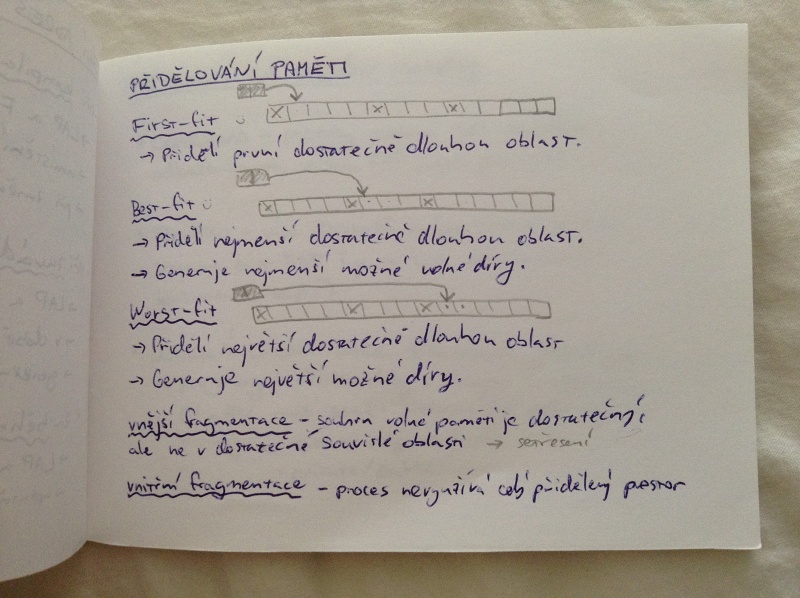 PŘIDĚLOVÁNÍ PAMĚTI
First-fit
→ Přidělí první dostatečně dlouhou oblast.
Best-fit
→ Přidělí nejmenší dostatečně dlouhou oblast.
→ Generuje nejmenší možné volné díry.
Worst-fit
→ Přidělí největší dostatečně dlouhou oblast
→ Generuje největší možné díry.
vnější fragmentace – souhrn volné paměti je dostatečný
ale ne v dostatečně souvislé oblasti → setřesení
vnitřní fragmentace – proces nevyužívá celý přidělený prostor